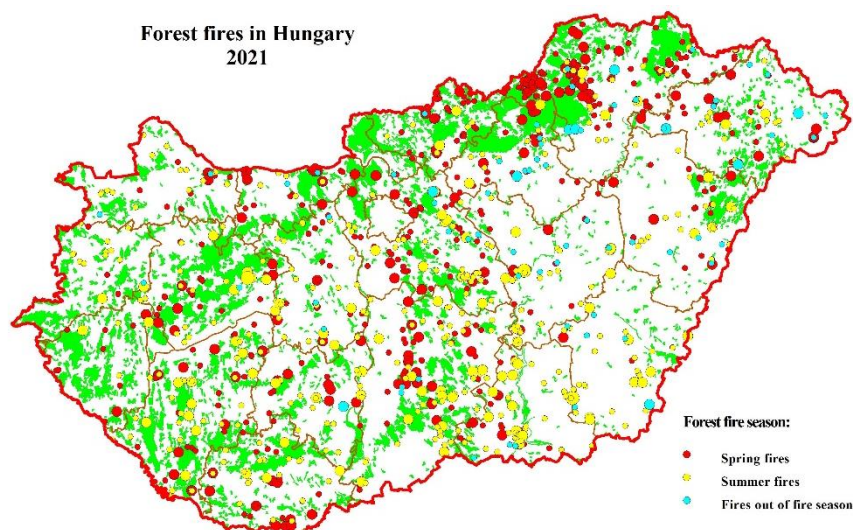 Forest fires in Hungary
2021
Forest fire season:
Spring fires
Summer fires
Fires out of fire season